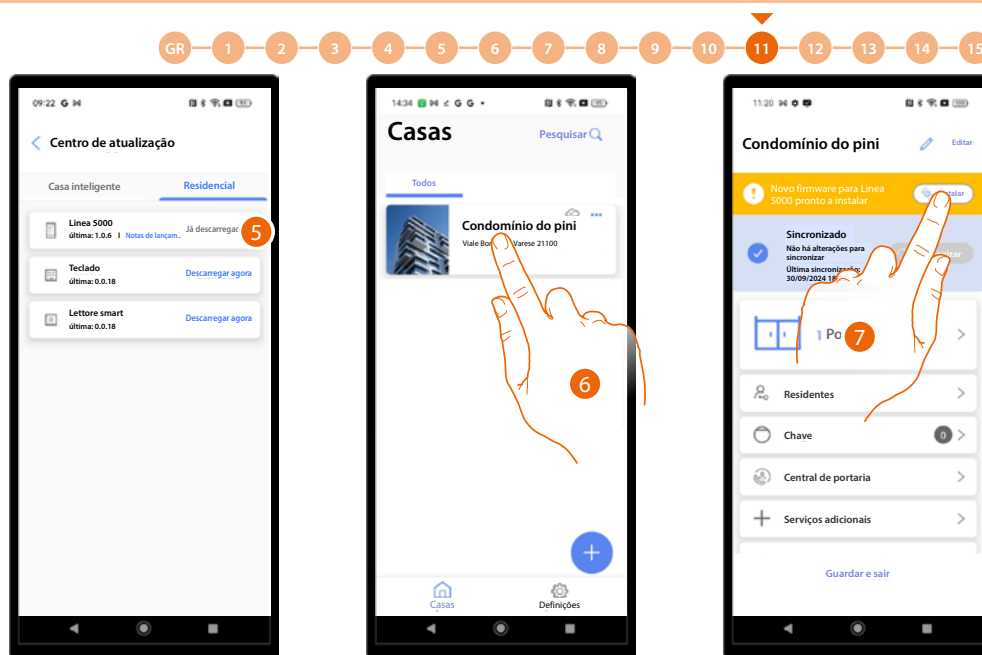 GR 1 2 3 4 5 6 7 8 9 10 11 12 13 14 15
09:22
Centro de atualização
Casa inteligente Residencial
Linea 5000
última: 1.0.6 I Notas de lançam.. Já descarregad
5
Teclado
última: 0.0.18
Descarregar agora
Lettore smart
última: 0.0.18
Descarregar agora
14:34
Casas
Pesquisar
Todos
Condomínio do pini
Viale Varese 21100
6
Casas
Definições
11:20
Condomínio do pini
Editar
Novo firmware para Linea
5000 pronto a instalar
Sincronizado
Não há alterações para
sincronizar
Última
30/09/2024
1
7
Residentes
Chave
0
Central de portaria
Serviços adicionais
Guardar e sair